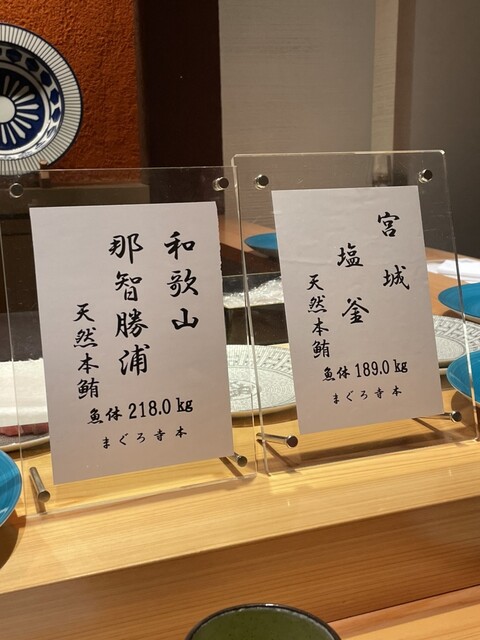 和歌山
那智勝浦
天然本鮪
魚体 218.0 kg
まぐろ寺本
宮城
塩釜
天然本鮪
魚体 189.0 kg
まぐろ寺本